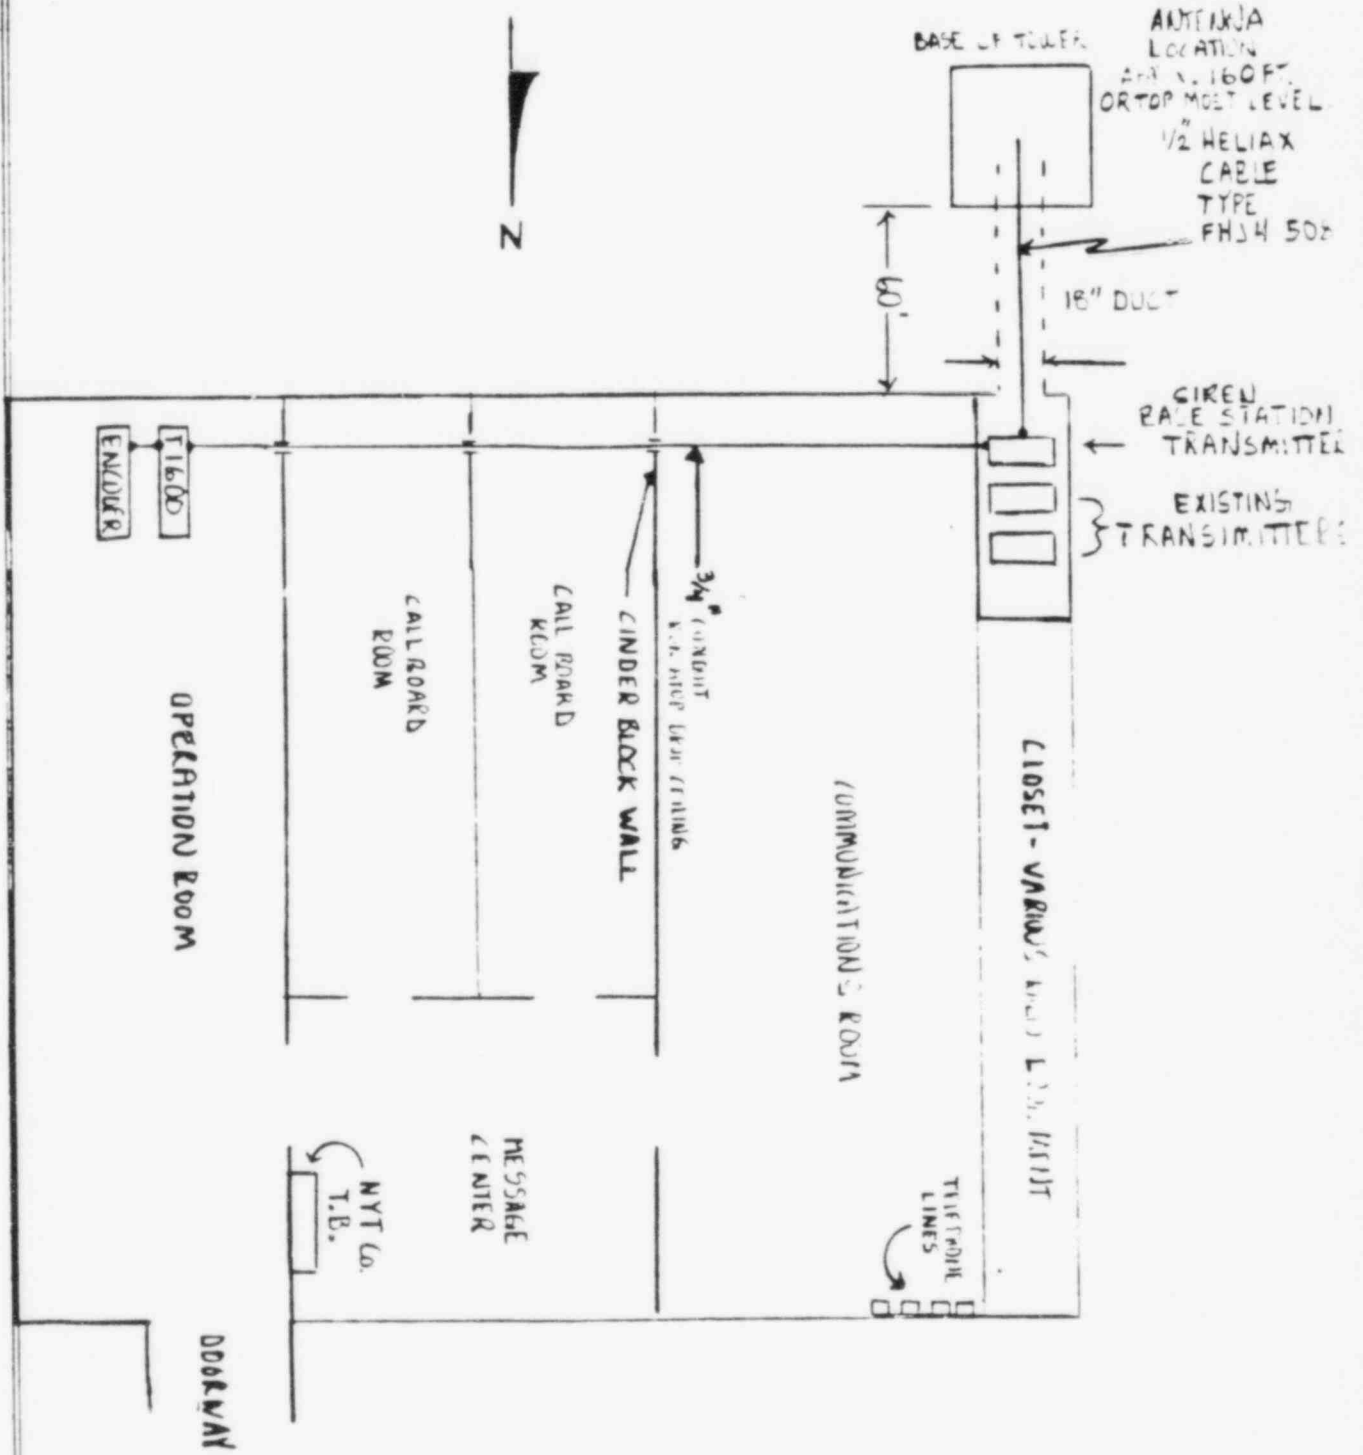 BASE OF TOWER
ANTENNA
LOCATION
160 FT.
OR TOP MOST LEVEL
1/2" HELIAX
CABLE
TYPE
FHJ4 50B
N
60'
18" DUCT
SIREN
BASE STATION
TRANSMITTER
EXISTING
TRANSIMITTERS
ENCODER
T1600
3/4" CONDUIT
CEILING
CINDER BLOCK WALL
CALL BOARD
ROOM
CALL BOARD
ROOM
OPERATION ROOM
COMMUNICATIONS ROOM
CLOSET - VARIOUS
MESSAGE
CENTER
NYT Co.
T.B.
TELEPHONE
LINES
DOORWAY